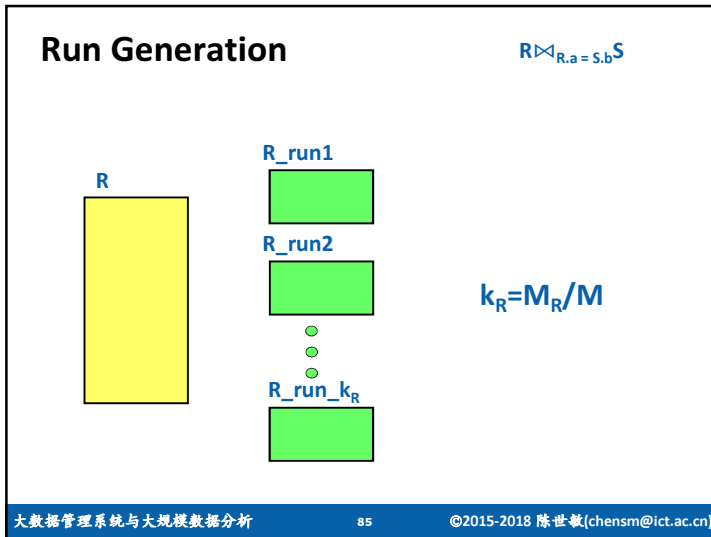 Run Generation
R⋈R.a = S.bS
R_run1
R
R_run2
kR=MR/M
R_run_kR
大数据管理系统与大规模数据分析
85
©2015-2018 陈世敏(chensm@ict.ac.cn)